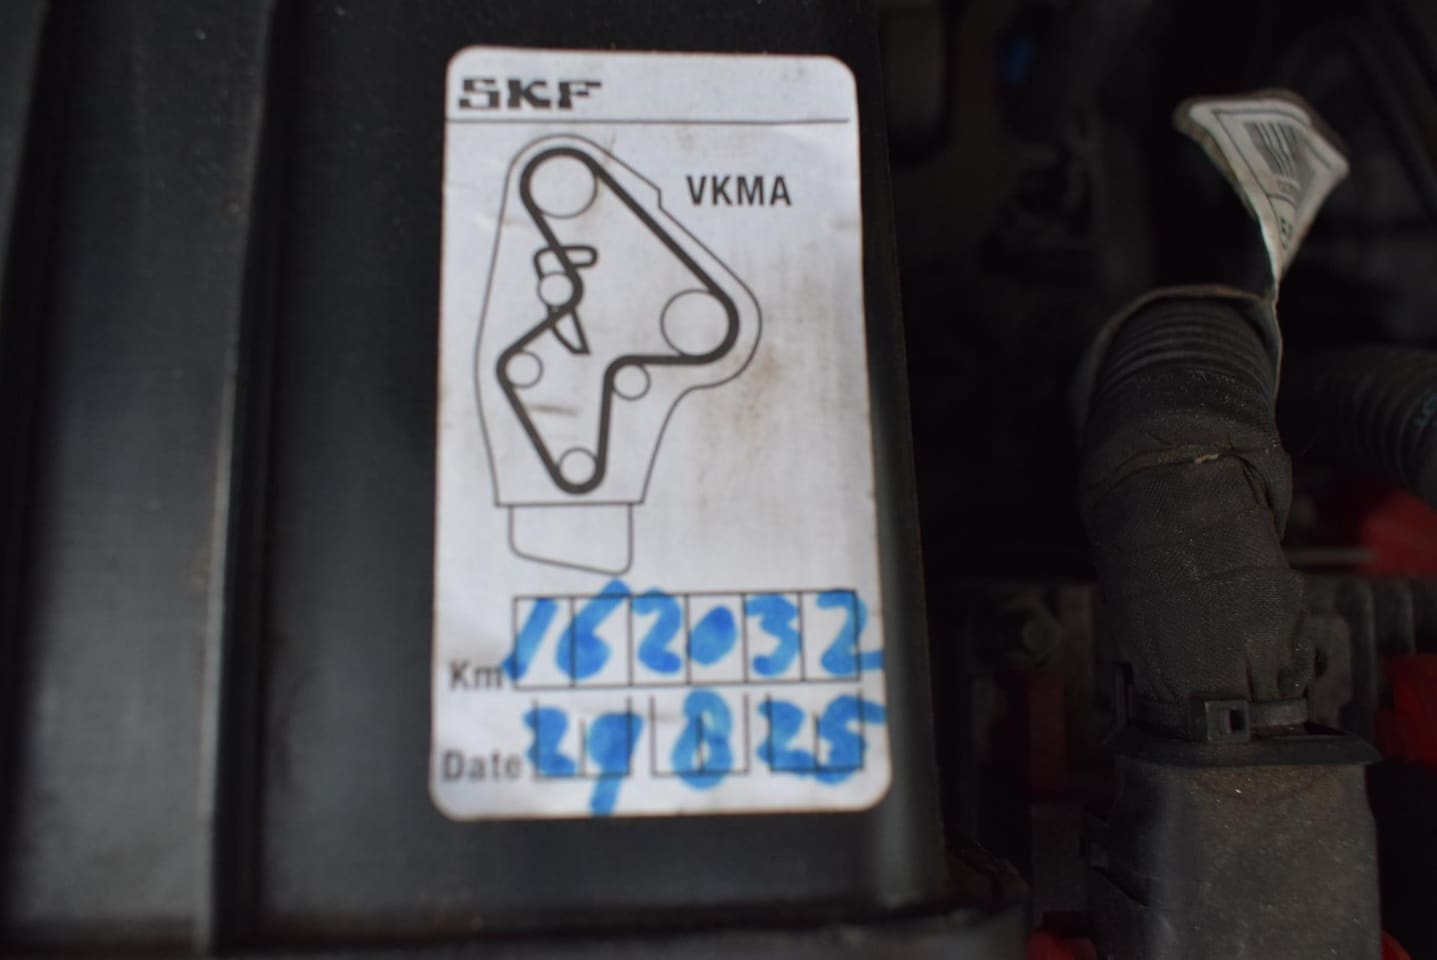 SKF
VKMA
Km 162032
Date 29 8 25